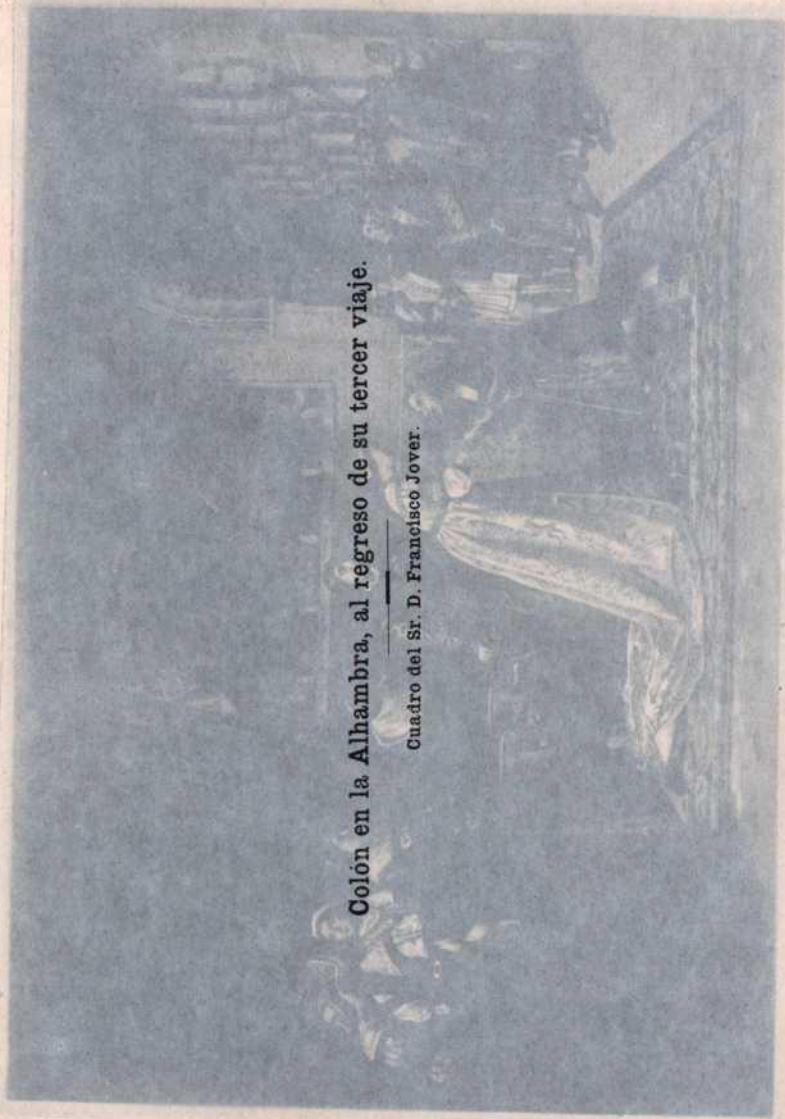 Colón en la Alhambra, al regreso de su tercer viaje.
Cuadro del Sr. D. Francisco Jover.